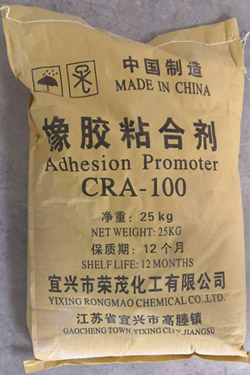 中国制造
MADE IN CHINA
橡胶粘合剂
Adhesion Promoter
CRA-100
净重：25kg
NET WEIGHT: 25KG
保质期：12个月
SHELF LIFE: 12 MONTHS
宜兴市荣茂化工有限公司
YIXING RONGMAO CHEMICAL CO.,LTD.
江苏省宜兴市高塍镇
GAOCHENG TOWN, YIXING CITY, JIANGSU